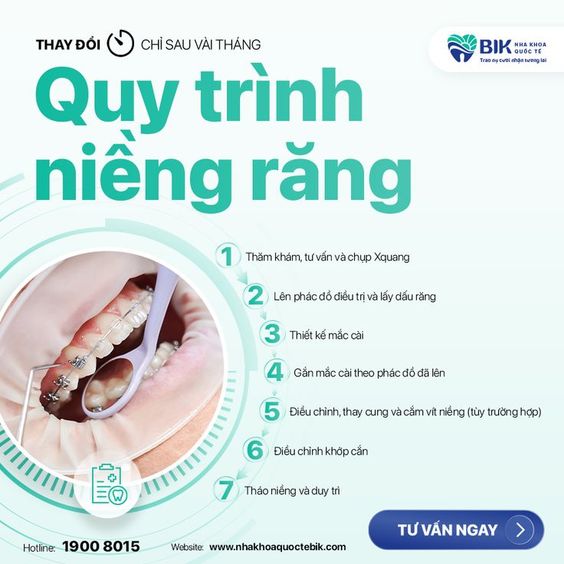 THAY ĐỔI CHỈ SAU VÀI THÁNG
BIK NHA KHOA QUỐC TẾ
Trao nụ cười nhận tương lai
Quy trình
niềng răng
1 Thăm khám, tư vấn và chụp Xquang
2 Lên phác đồ điều trị và lấy dấu răng
3 Thiết kế mắc cài
4 Gắn mắc cài theo phác đồ đã lên
5 Điều chỉnh, thay cung và cắm vít niềng (tùy trường hợp)
6 Điều chỉnh khớp cắn
7 Tháo niềng và duy trì
TƯ VẤN NGAY
Hotline: 1900 8015 Website: www.nhakhoaquoctebik.com